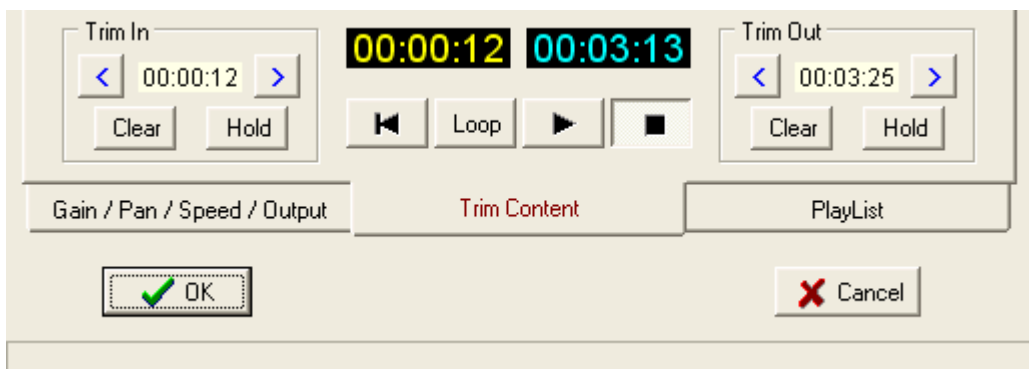 Trim In
00:00:12 00:03:13
Trim Out
< 00:00:12 >
< 00:03:25 >
Clear Hold
Loop
Clear Hold
Gain / Pan / Speed / Output Trim Content PlayList
OK Cancel